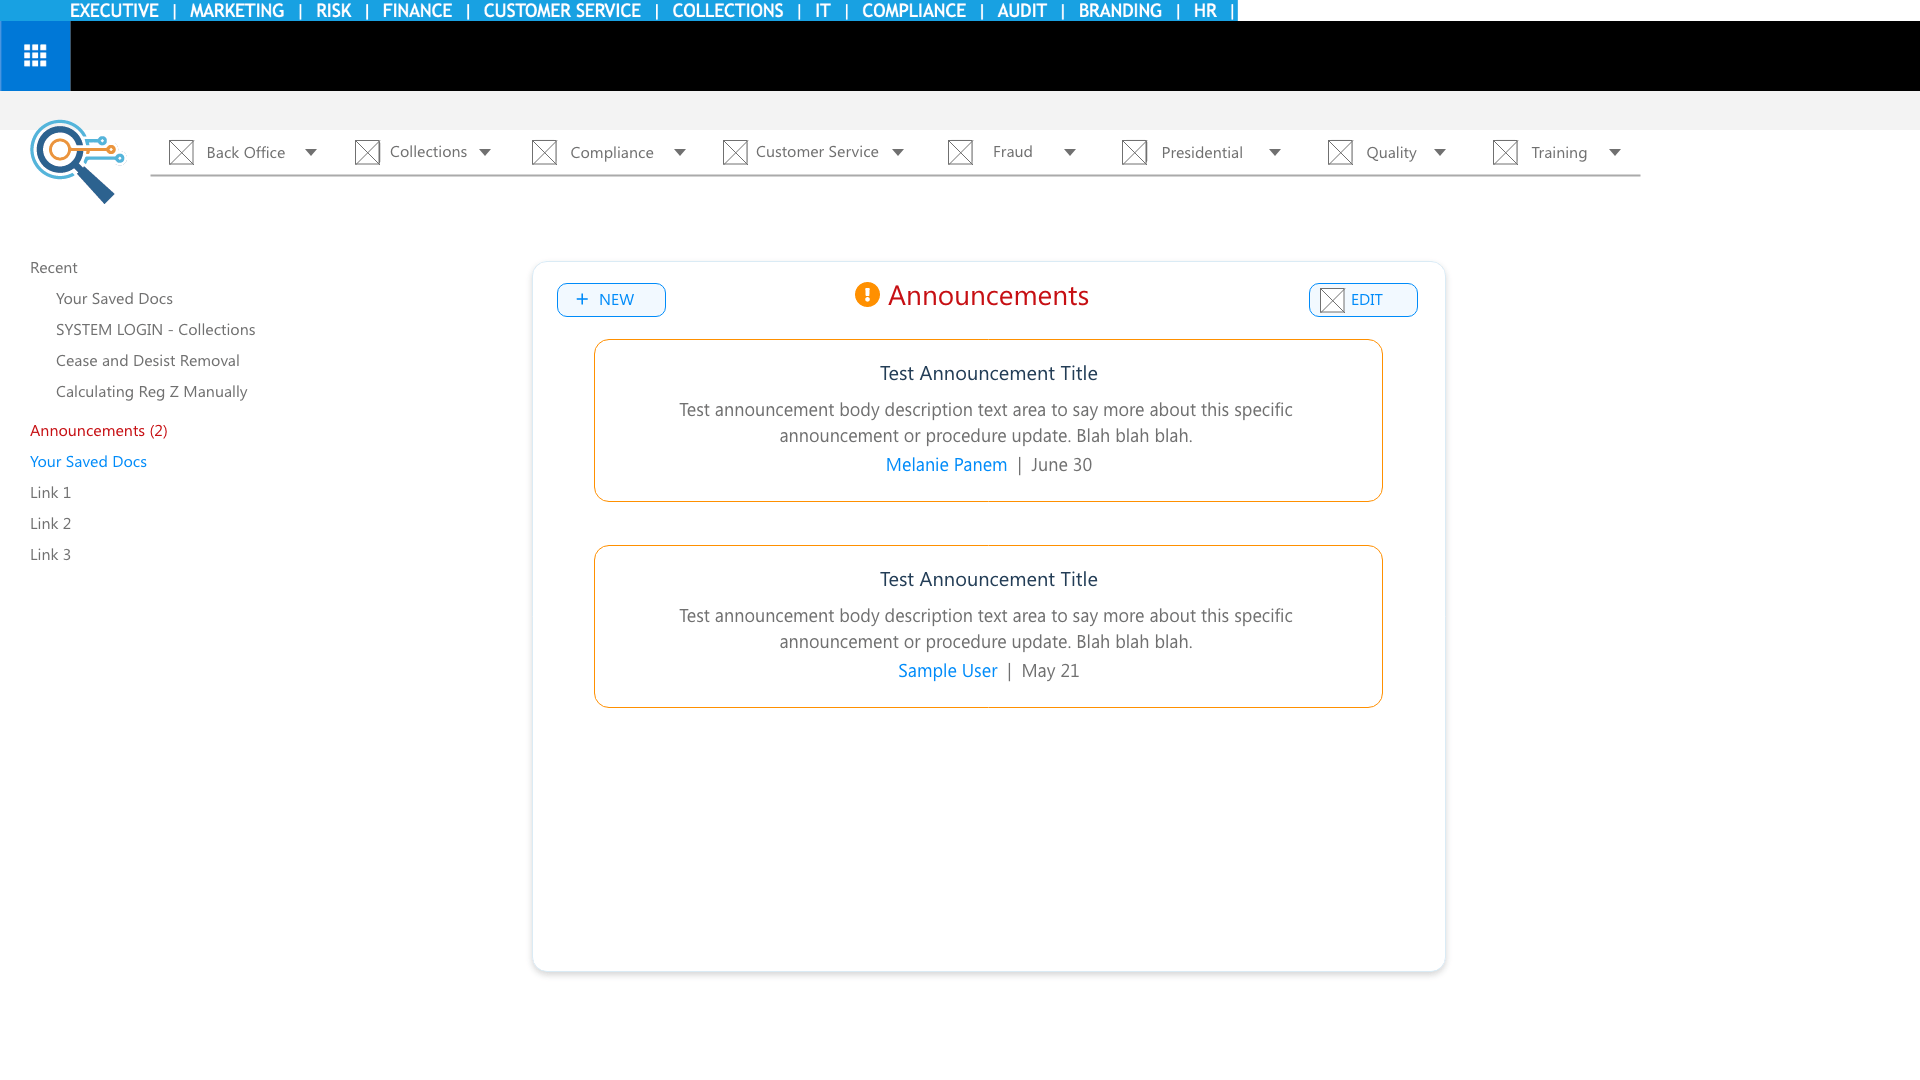 EXECUTIVE | MARKETING | RISK | FINANCE | CUSTOMER SERVICE | COLLECTIONS | IT | COMPLIANCE | AUDIT | BRANDING | HR |
Back Office Collections Compliance Customer Service Fraud Presidential Quality Training
Recent
Your Saved Docs
SYSTEM LOGIN - Collections
Cease and Desist Removal
Calculating Reg Z Manually
Announcements (2)
Your Saved Docs
Link 1
Link 2
Link 3
+ NEW
Announcements
EDIT
Test Announcement Title
Test announcement body description text area to say more about this specific
announcement or procedure update. Blah blah blah.
Melanie Panem | June 30
Test Announcement Title
Test announcement body description text area to say more about this specific
announcement or procedure update. Blah blah blah.
Sample User | May 21